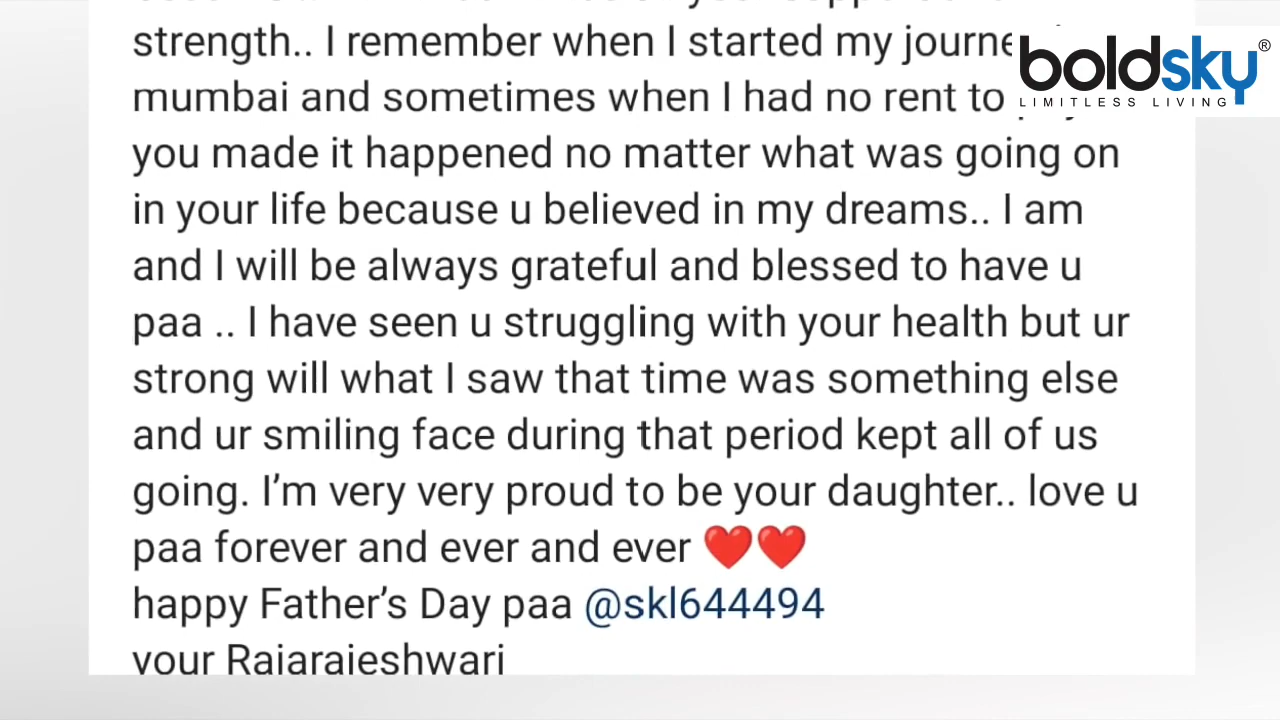 strength.. I remember when I started my
mumbai and sometimes when I had no rent to
you made it happened no matter what was going on
in your life because u believed in my dreams.. I am
and I will be always grateful and blessed to have u
paa .. I have seen u struggling with your health but ur
strong will what I saw that time was something else
and ur smiling face during that period kept all of us
going. I’m very very proud to be your daughter.. love u
paa forever and ever and ever ❤️❤️
happy Father’s Day paa @skl644494
your Rajarajeshwari
boldsky®
LIMITLESS LIVING